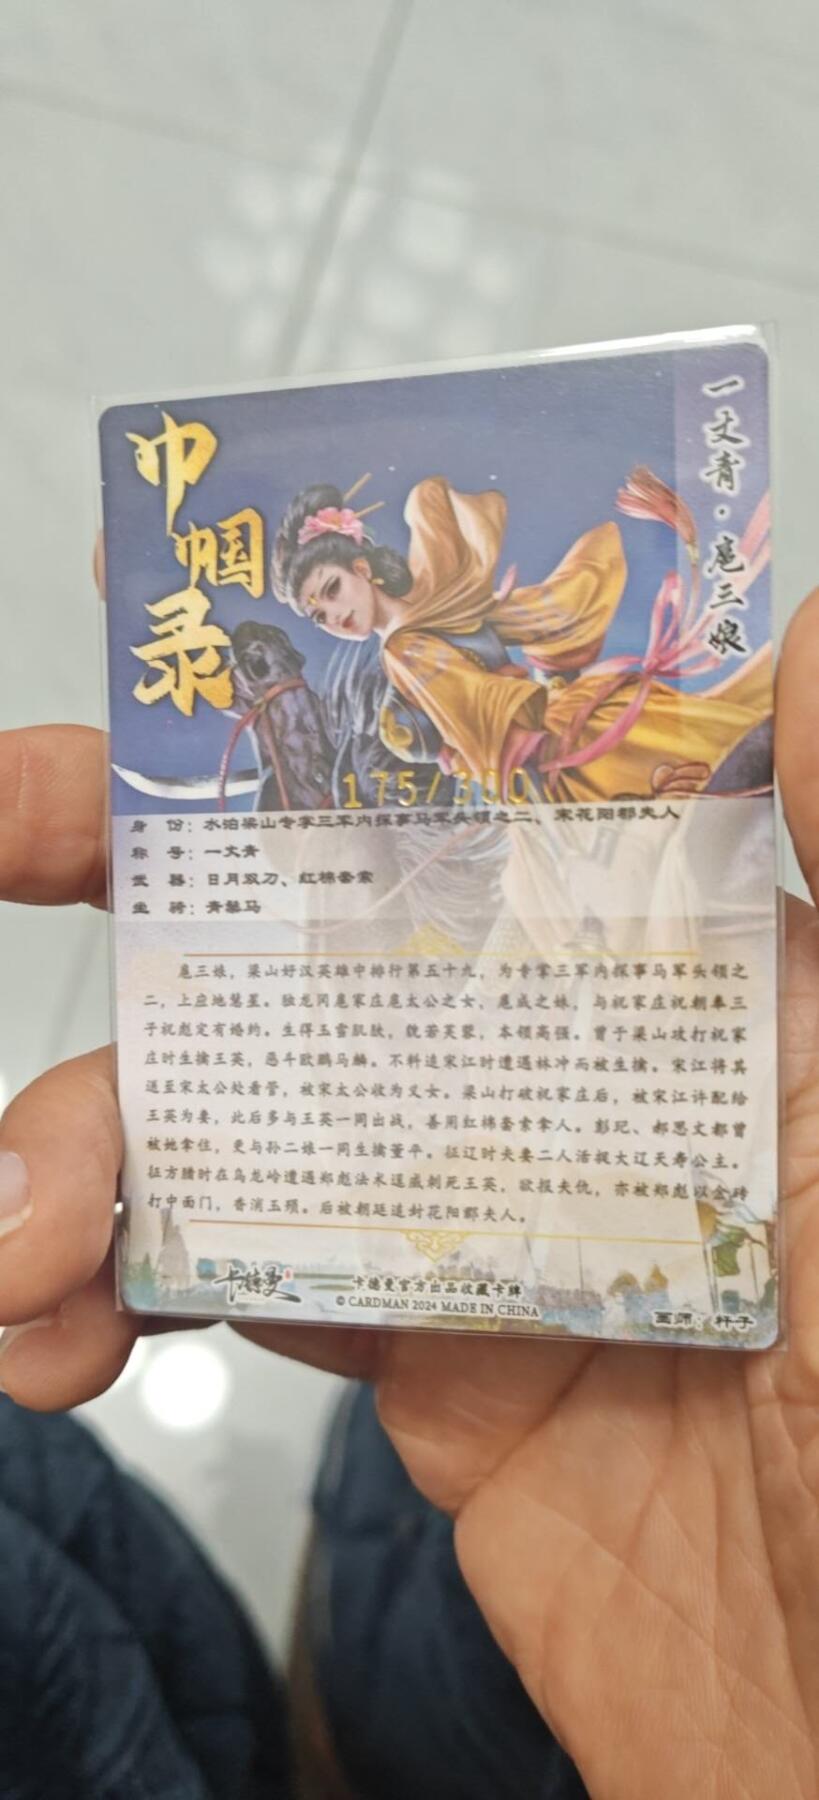 巾帼录
一丈青·扈三娘
175/300
身 份：水泊梁山专掌三军内探事马军头领之二、宋花阳郡夫人
称 号：一丈青
武 器：日月双刀、红棉套索
坐 骑：青鬃马
扈三娘，梁山好汉英雄中排行第五十九，为专掌三军内探事马军头领之
二，上应地慧星。独龙冈扈家庄扈太公之女，扈成之妹，与祝家庄祝朝奉三
子祝彪定有婚约。生得玉雪肌肤，貌若芙蓉，本领高强。曾于梁山攻打祝家
庄时生擒王英，恶斗欧鹏马麟。不料追宋江时遭遇林冲而被生擒。宋江将其
送至宋太公处看管，被宋太公收为义女。梁山打破祝家庄后，被宋江许配给
王英为妻，此后多与王英一同出战，善用红棉套索拿人。彭玘、郝思文都曾
被她拿住，更与孙二娘一同生擒董平。征辽时夫妻二人活捉大辽天寿公主。
征方腊时在乌龙岭遭遇郑彪法术逞威刺死王英，欲报夫仇，亦被郑彪以金砖
打中面门，香消玉殒。后被朝廷追封花阳郡夫人。
卡德曼
卡德曼官方出品收藏卡牌
© CARDMAN 2024 MADE IN CHINA
画师：杆子